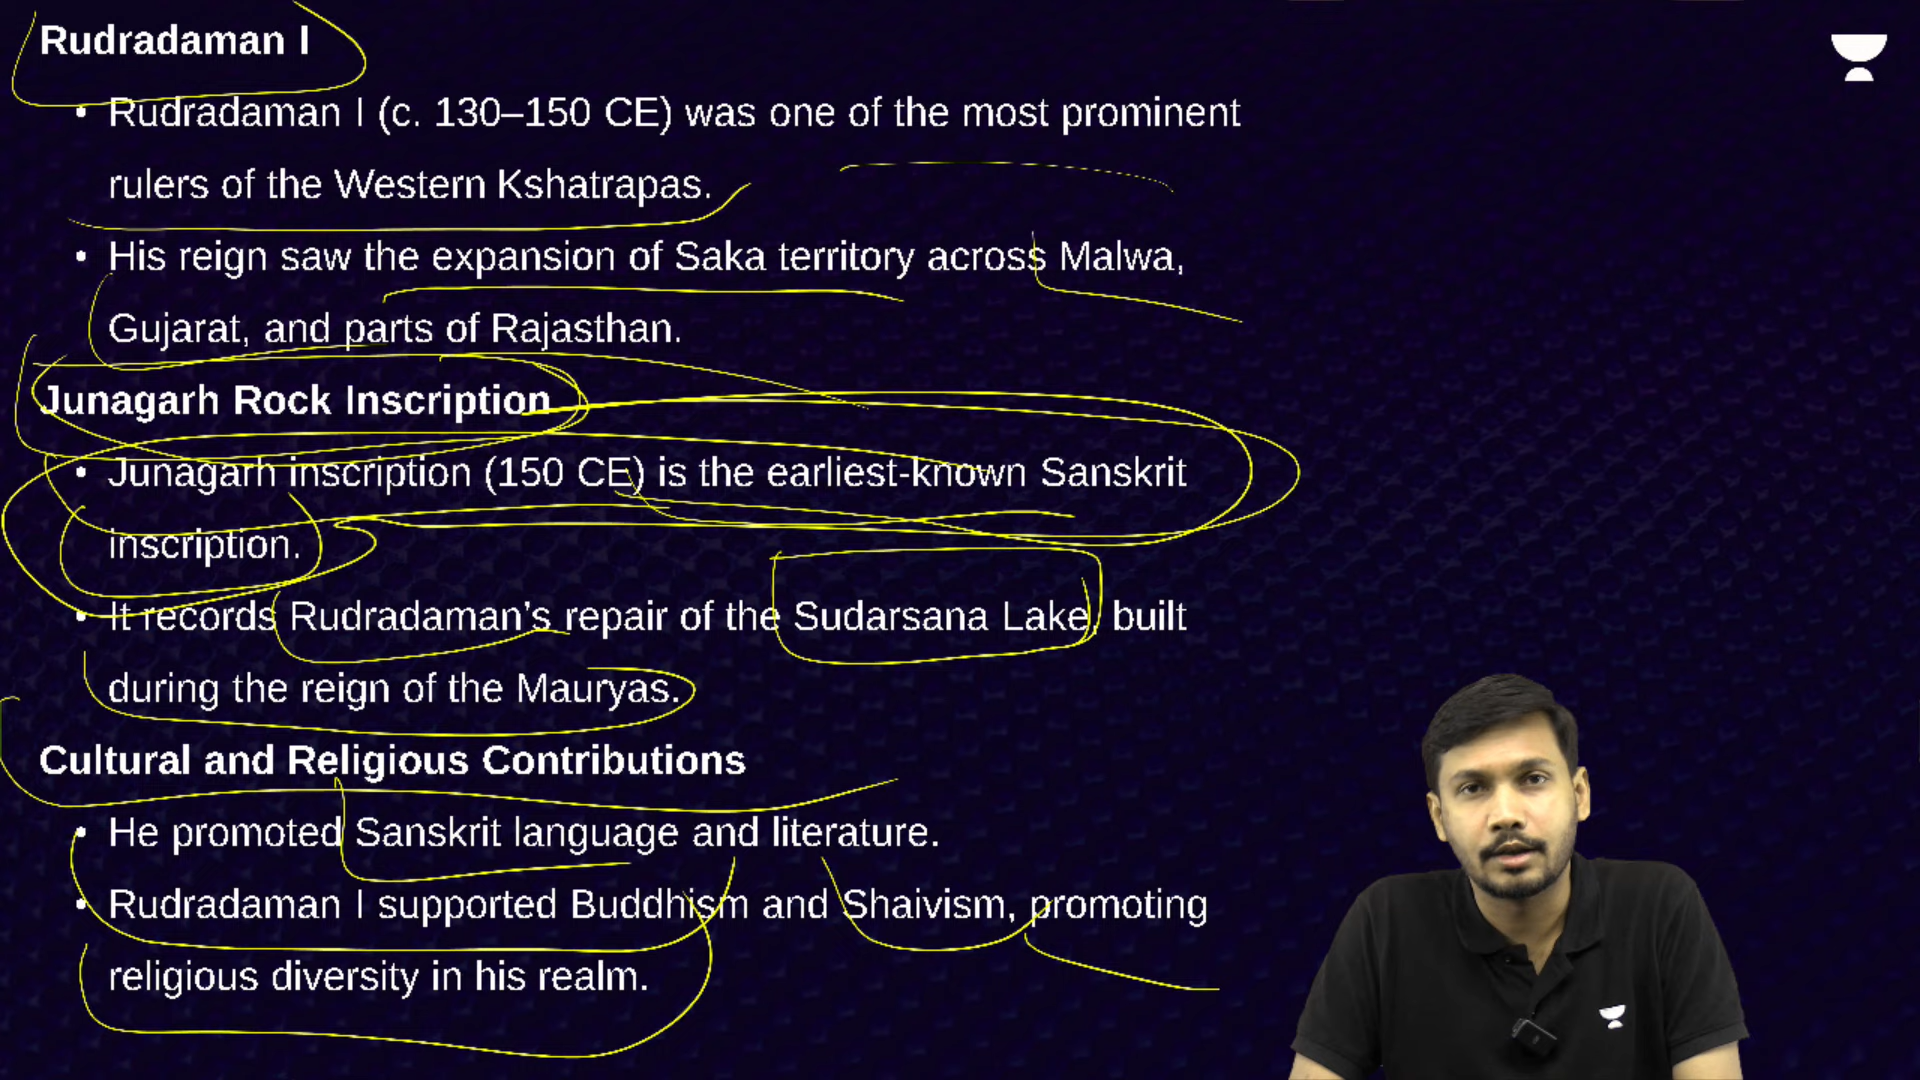 Rudradaman I
• Rudradaman I (c. 130–150 CE) was one of the most prominent
rulers of the Western Kshatrapas.
• His reign saw the expansion of Saka territory across Malwa,
Gujarat, and parts of Rajasthan.
Junagarh Rock Inscription
• Junagarh inscription (150 CE) is the earliest-known Sanskrit
inscription.
• It records Rudradaman’s repair of the Sudarsana Lake, built
during the reign of the Mauryas.
Cultural and Religious Contributions
• He promoted Sanskrit language and literature.
• Rudradaman I supported Buddhism and Shaivism, promoting
religious diversity in his realm.